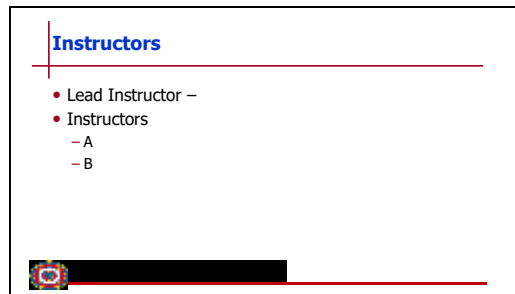 Instructors
• Lead Instructor –
• Instructors
– A
– B